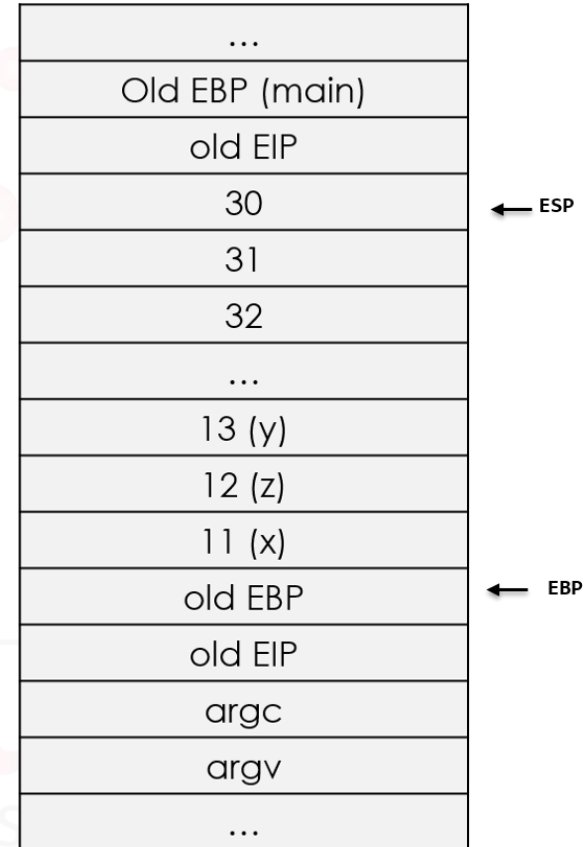 ...
Old EBP (main)
old EIP
30
ESP
31
32
...
13 (y)
12 (z)
11 (x)
old EBP
EBP
old EIP
argc
argv
...